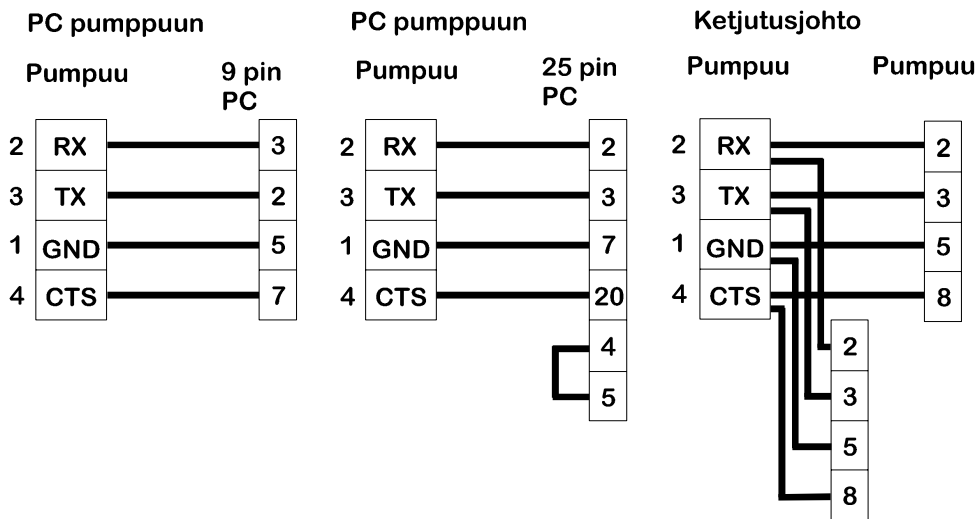 PC pumppuun
Pumpuu 9 pin
PC
2 RX 3
3 TX 2
1 GND 5
4 CTS 7
PC pumppuun
Pumpuu 25 pin
PC
2 RX 2
3 TX 3
1 GND 7
4 CTS 20
4
5
Ketjutusjohto
Pumpuu Pumpuu
2 RX 2
3 TX 3
1 GND 5
4 CTS 8
2
3
5
8